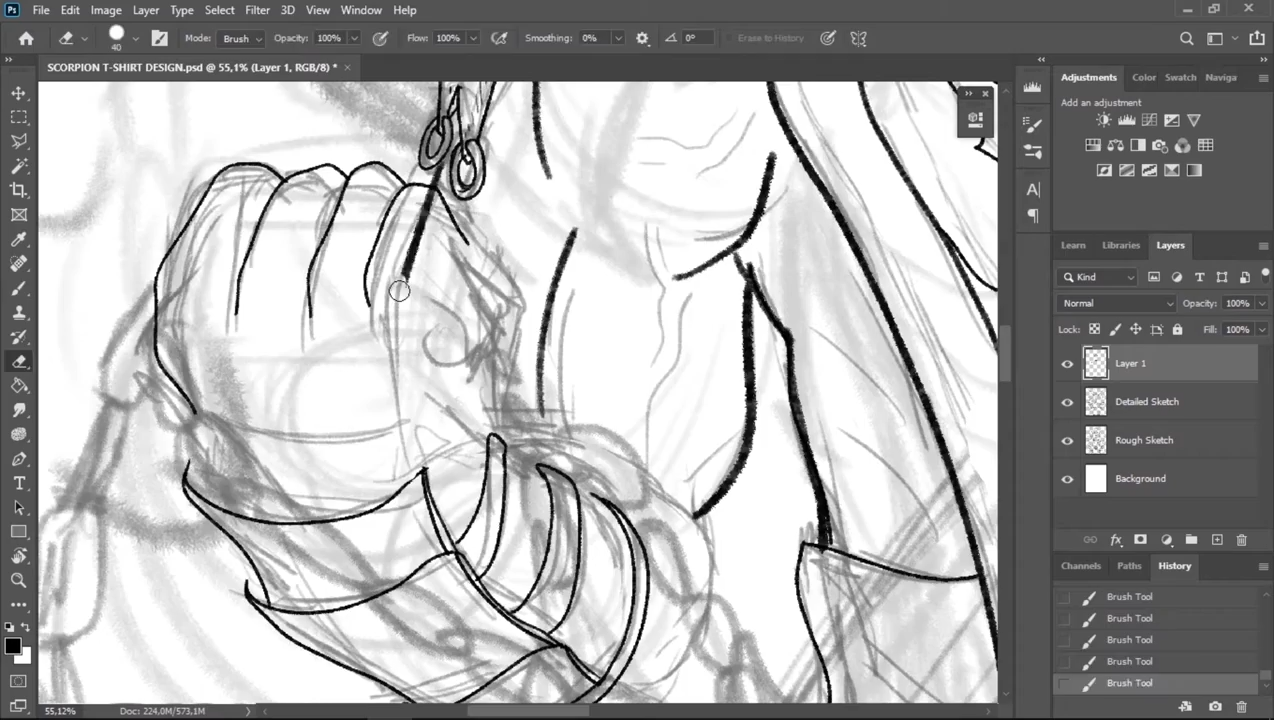 Ps File Edit Image Layer Type Select Filter 3D View Window Help
40 Mode: Brush Opacity: 100% Flow: 100% Smoothing: 0% 0° Erase to History
SCORPION T-SHIRT DESIGN.psd @ 55,1% (Layer 1, RGB/8) *
Adjustments Color Swatch Naviga
Add an adjustment
Learn Libraries Layers
Kind
Normal Opacity: 100%
Lock: Fill: 100%
Layer 1
Detailed Sketch
Rough Sketch
Background
Channels Paths History
Brush Tool
Brush Tool
Brush Tool
Brush Tool
Brush Tool
55,12% Doc: 224,0M/573,1M